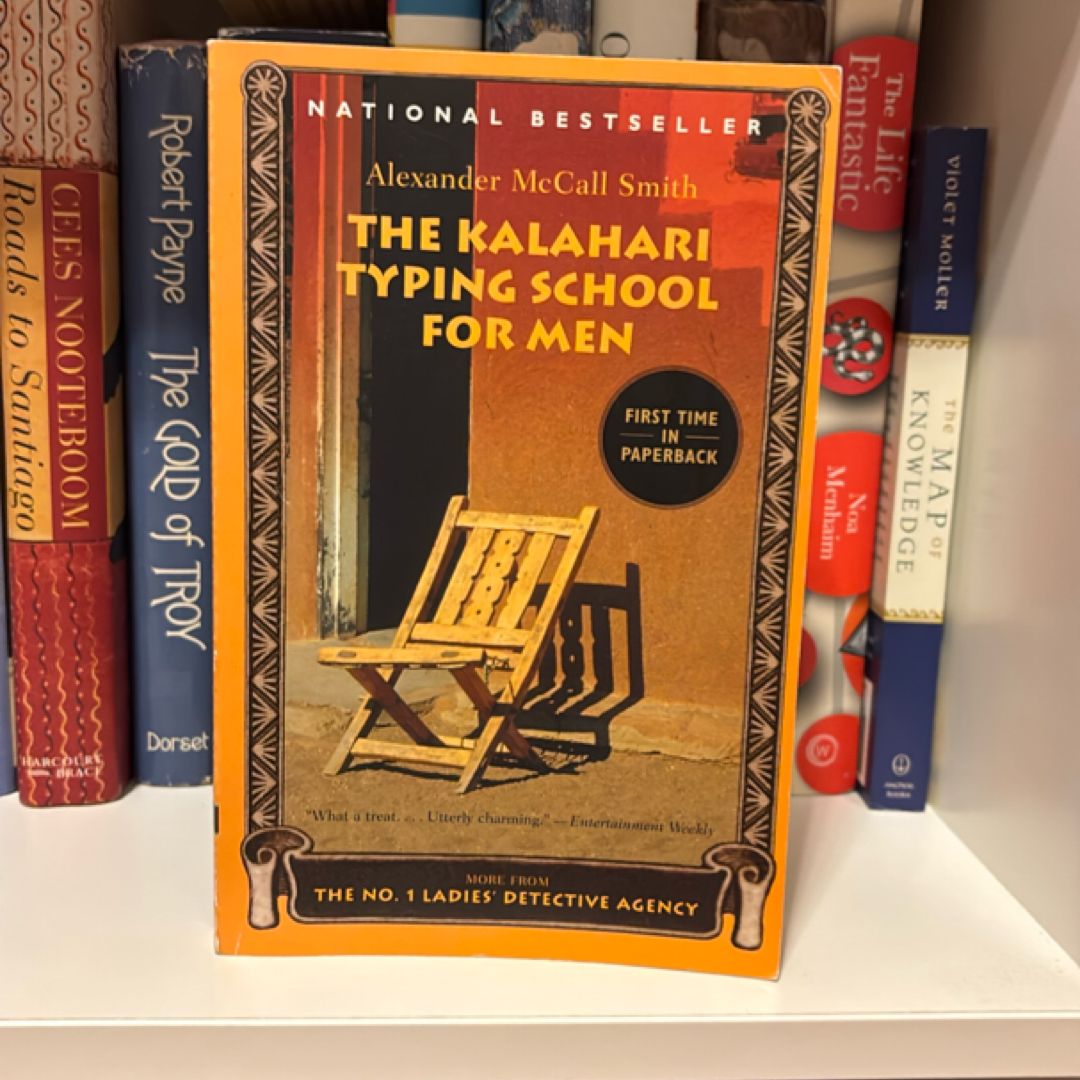 NATIONAL BESTSELLER
Alexander McCall Smith
THE KALAHARI
TYPING SCHOOL
FOR MEN
FIRST TIME
IN
PAPERBACK
"What a treat. . . . Utterly charming." —Entertainment Weekly
MORE FROM
THE NO. 1 LADIES' DETECTIVE AGENCY
CEES NOOTEBOOM
Roads to Santiago
HARCOURT
BRACE
Robert Payne
The GOLD of TROY
Dorset
The Life
Fantastic
Noa
Menhaim
W
VIOLET MOLLER
THE MAP OF
KNOWLEDGE